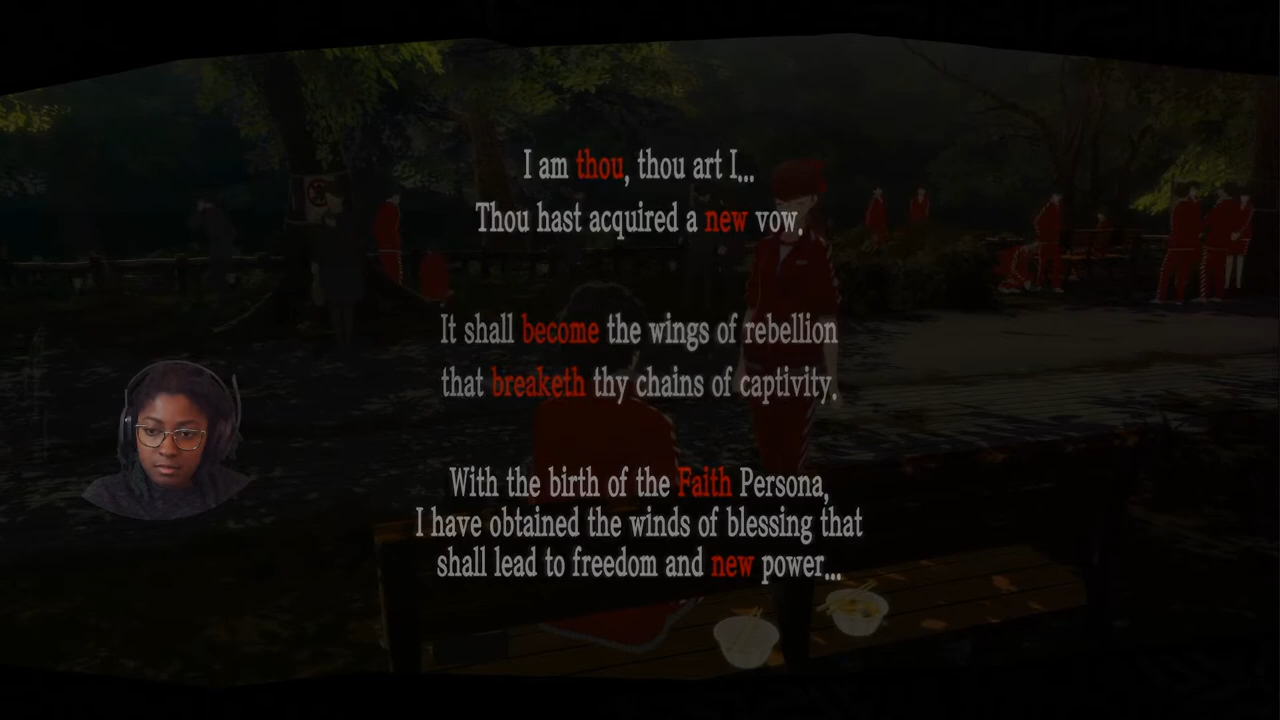 I am thou, thou art I...
Thou hast acquired a new vow.
It shall become the wings of rebellion
that breaketh thy chains of captivity.
With the birth of the Faith Persona,
I have obtained the winds of blessing that
shall lead to freedom and new power...